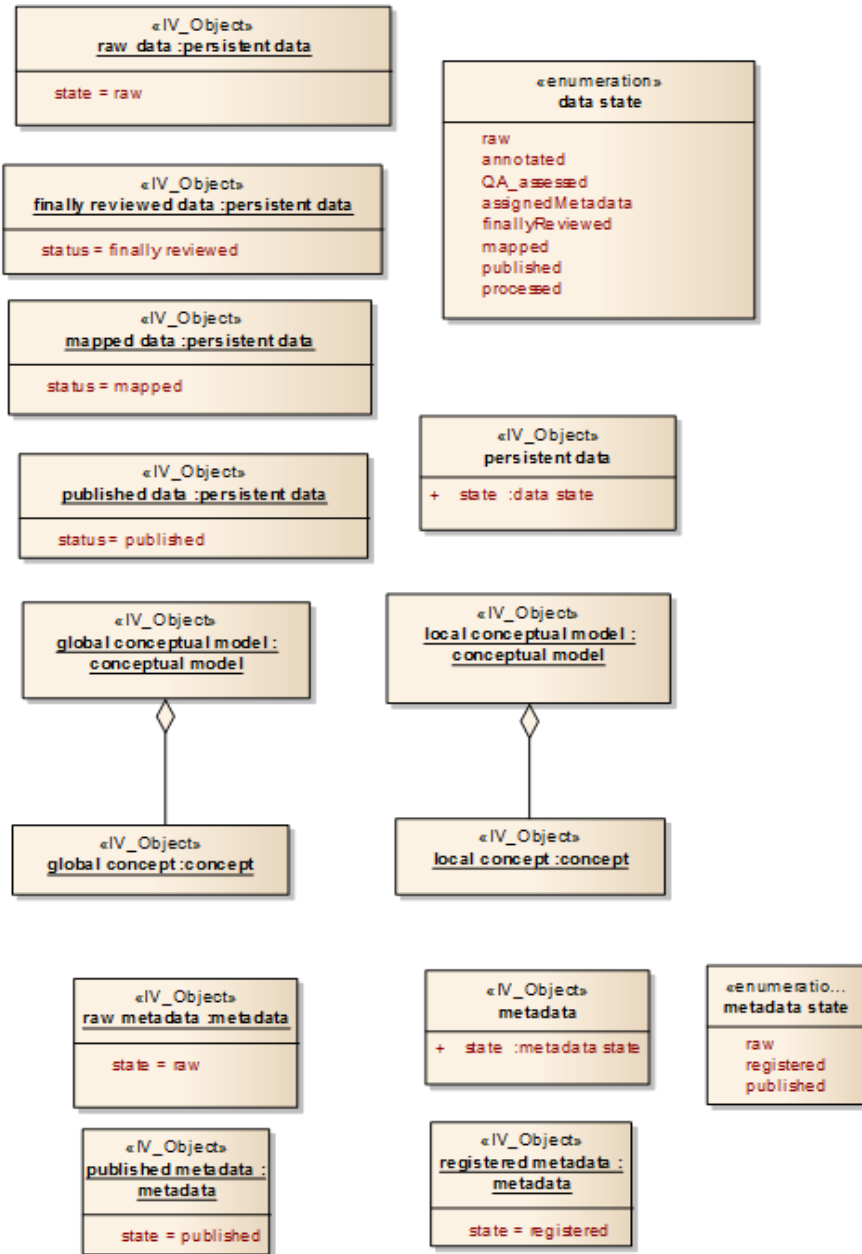 «IV_Object»
raw data :persistent data
state = raw
«enumeration»
data state
raw
annotated
QA_assessed
assignedMetadata
finallyReviewed
mapped
published
processed
«IV_Object»
finally reviewed data :persistent data
status = finally reviewed
«IV_Object»
mapped data :persistent data
status = mapped
«IV_Object»
persistent data
+ state :data state
«IV_Object»
published data :persistent data
status = published
«IV_Object»
global conceptual model :
conceptual model
«IV_Object»
local conceptual model :
conceptual model
«IV_Object»
global concept :concept
«IV_Object»
local concept :concept
«IV_Object»
raw metadata :metadata
state = raw
«IV_Object»
metadata
+ state :metadata state
«enumeratio...
metadata state
raw
registered
published
«IV_Object»
published metadata :
metadata
state = published
«IV_Object»
registered metadata :
metadata
state = registered